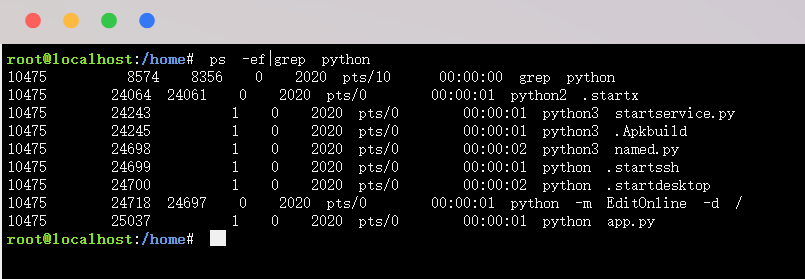 root@localhost:/home# ps -ef|grep python
10475 8574 8356 0 2020 pts/10 00:00:00 grep python
10475 24064 24061 0 2020 pts/0 00:00:01 python2 .startx
10475 24243 1 0 2020 pts/0 00:00:01 python3 startservice.py
10475 24245 1 0 2020 pts/0 00:00:01 python3 .Apkbuild
10475 24698 1 0 2020 pts/0 00:00:02 python3 named.py
10475 24699 1 0 2020 pts/0 00:00:01 python .startssh
10475 24700 1 0 2020 pts/0 00:00:02 python .startdesktop
10475 24718 24697 0 2020 pts/0 00:00:01 python -m EditOnline -d /
10475 25037 1 0 2020 pts/0 00:00:01 python app.py
root@localhost:/home#